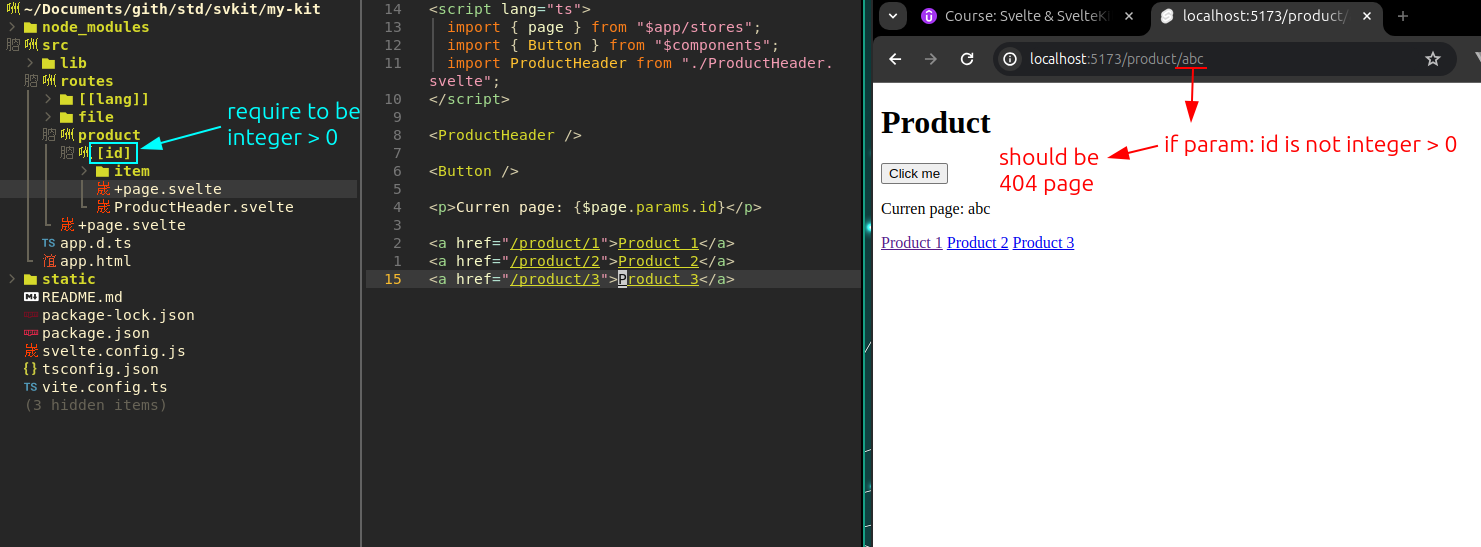 ~/Documents/gith/std/svkit/my-kit
node_modules
src
lib
routes
[[lang]]
file
product
[id]
item
+page.svelte
ProductHeader.svelte
+page.svelte
TS app.d.ts
app.html
static
README.md
package-lock.json
package.json
svelte.config.js
{} tsconfig.json
TS vite.config.ts
(3 hidden items)
require to be
integer > 0
14 <script lang="ts">
13 import { page } from "$app/stores";
12 import { Button } from "$components";
11 import ProductHeader from "./ProductHeader.
svelte";
10 </script>
9
8 <ProductHeader />
7
6 <Button />
5
4 <p>Curren page: {$page.params.id}</p>
3
2 <a href="/product/1">Product 1</a>
1 <a href="/product/2">Product 2</a>
15 <a href="/product/3">Product 3</a>
Course: Svelte & SvelteKi
localhost:5173/product/
localhost:5173/product/abc
Product
if param: id is not integer > 0
should be
404 page
Click me
Curren page: abc
Product 1 Product 2 Product 3